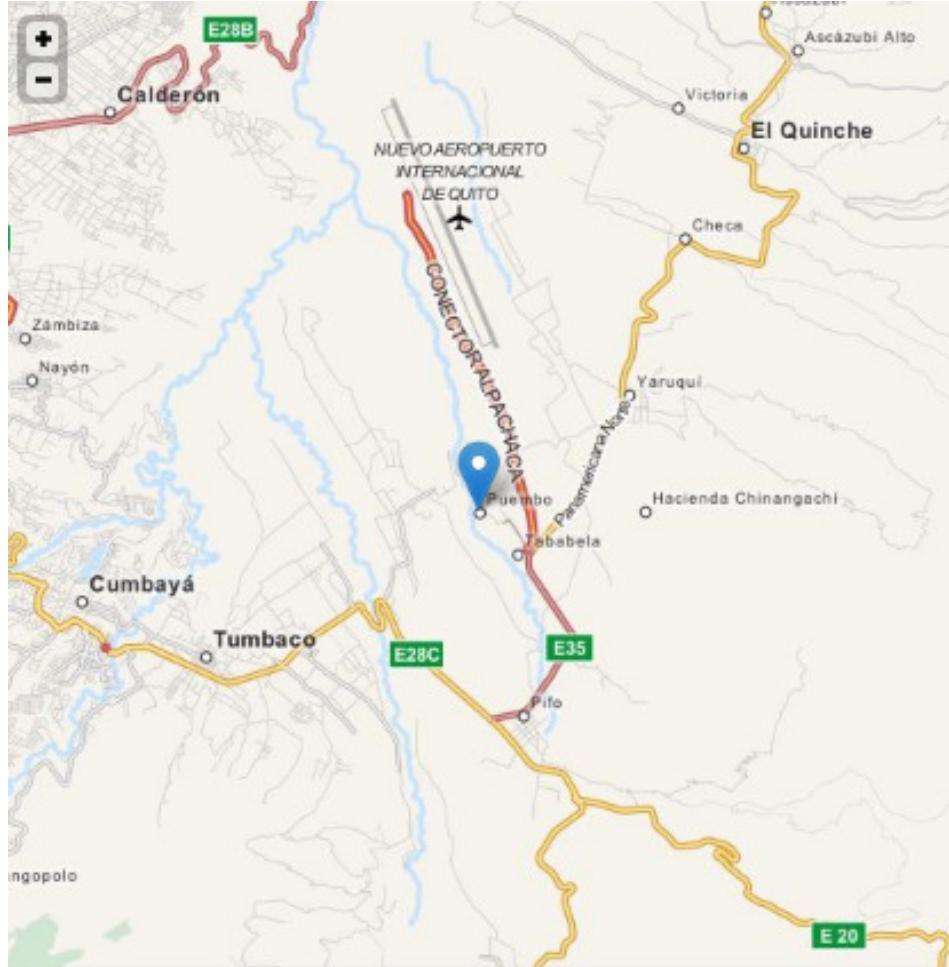 +
−
E28B
Ascázubi Alto
Calderón
Victoria
El Quinche
NUEVO AEROPUERTO
INTERNACIONAL
DE QUITO
Checa
CONECTOR ALPACHACA
Zámbiza
Nayón
Yaruquí
Panamericana Norte
Puembo
Hacienda Chinangachi
Tababela
Cumbayá
Tumbaco
E28C
E35
Pifo
ngopolo
E 20